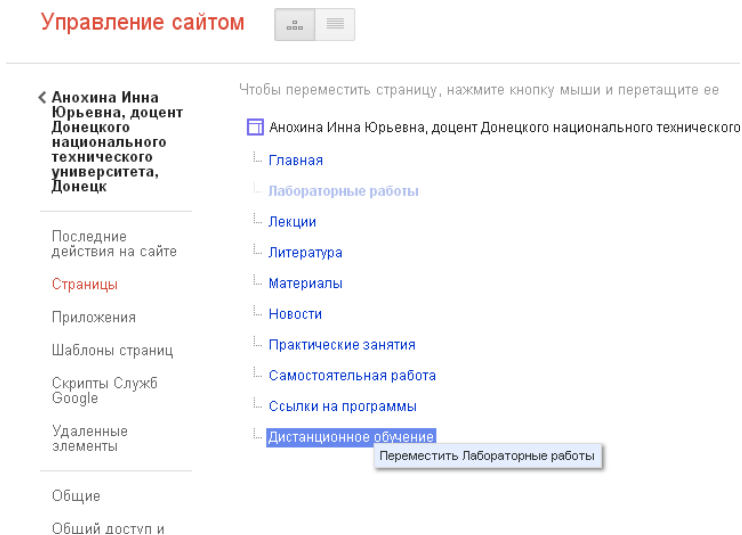 Управление сайтом
Анохина Инна
Юрьевна, доцент
Донецкого
национального
технического
университета,
Донецк
Последние
действия на сайте
Страницы
Приложения
Шаблоны страниц
Скрипты Служб
Google
Удаленные
элементы
Общие
Общий доступ и
Чтобы переместить страницу, нажмите кнопку мыши и перетащите ее
Анохина Инна Юрьевна, доцент Донецкого национального технического
Главная
Лабораторные работы
Лекции
Литература
Материалы
Новости
Практические занятия
Самостоятельная работа
Ссылки на программы
Дистанционное обучение
Переместить Лабораторные работы